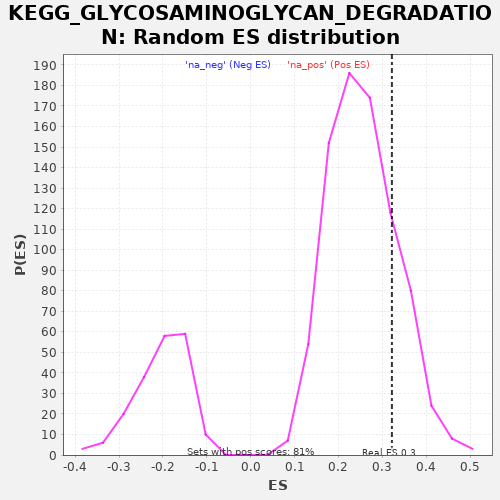 KEGG_GLYCOSAMINOGLYCAN_DEGRADATIO
N: Random ES distribution
'na_neg' (Neg ES) 'na_pos' (Pos ES)
190
180
170
160
150
140
130
120
110
100
90
80
70
60
50
40
30
20
10
0
P(ES)
Sets with pos scores: 81%
Real ES 0.3
-0.4 -0.3 -0.2 -0.1 0.0 0.1 0.2 0.3 0.4 0.5
ES